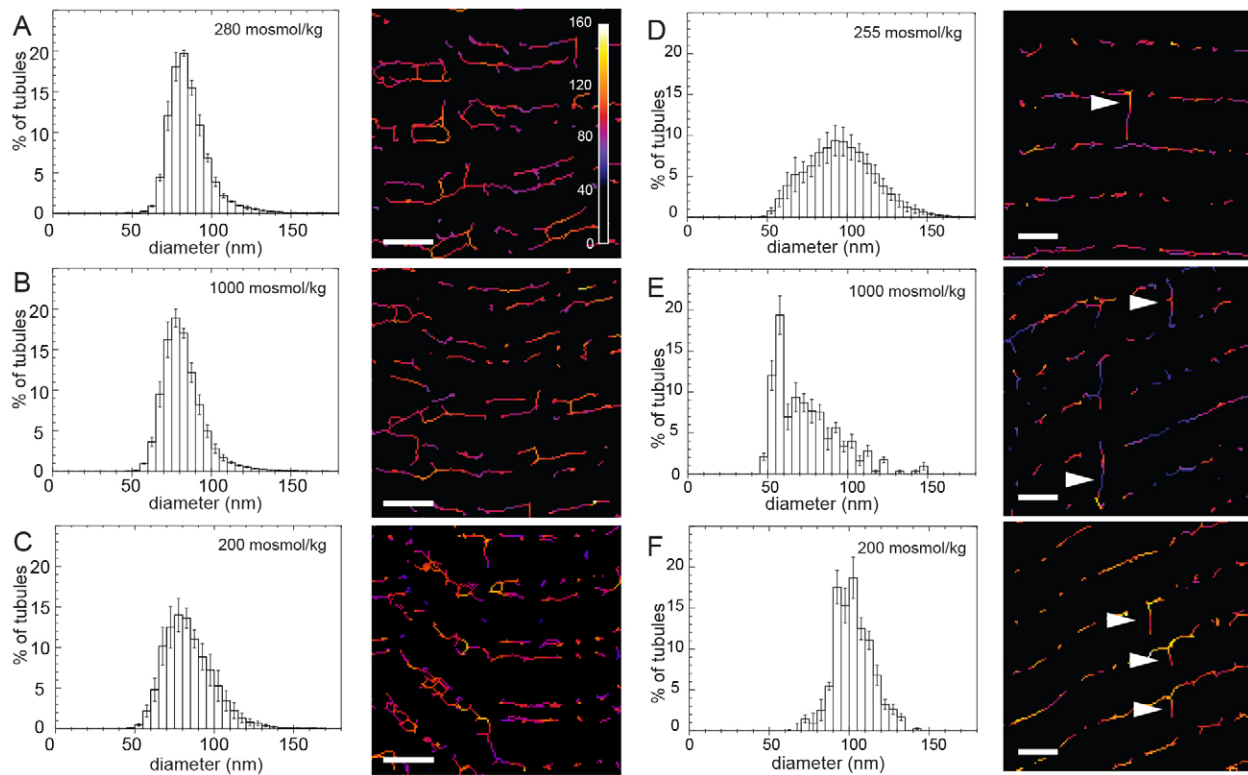 A
280 mosmol/kg
% of tubules
20
15
10
5
0
0 50 100 150
diameter (nm)
160
120
80
40
0
B
1000 mosmol/kg
% of tubules
20
15
10
5
0
0 50 100 150
diameter (nm)
C
200 mosmol/kg
% of tubules
20
15
10
5
0
0 50 100 150
diameter (nm)
D
255 mosmol/kg
% of tubules
20
15
10
5
0
0 50 100 150
diameter (nm)
E
1000 mosmol/kg
% of tubules
20
15
10
5
0
0 50 100 150
diameter (nm)
F
200 mosmol/kg
% of tubules
20
15
10
5
0
0 50 100 150
diameter (nm)